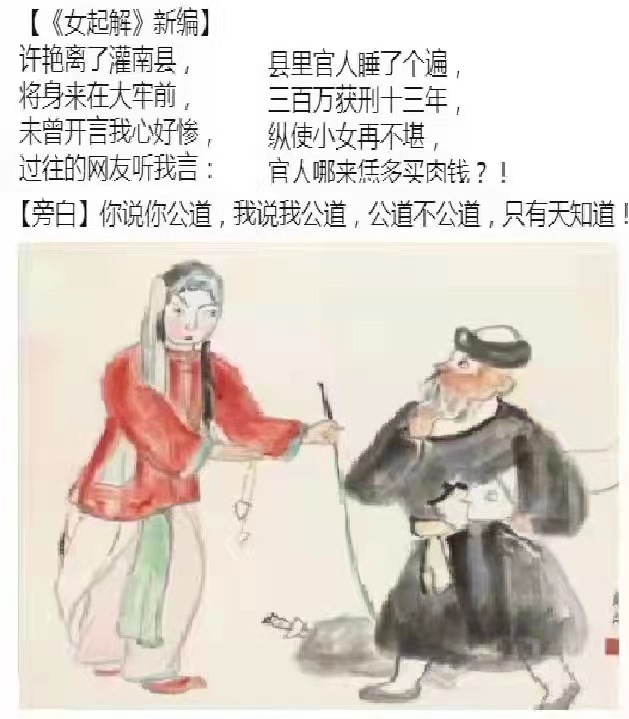 【《女起解》新编】
许艳离了灌南县，
将身来在大牢前，
未曾开言我心好惨，
过往的网友听我言：
县里官人睡了个遍，
三百万获刑十三年，
纵使小女再不堪，
官人哪来恁多买肉钱？！
【旁白】你说你公道，我说我公道，公道不公道，只有天知道！